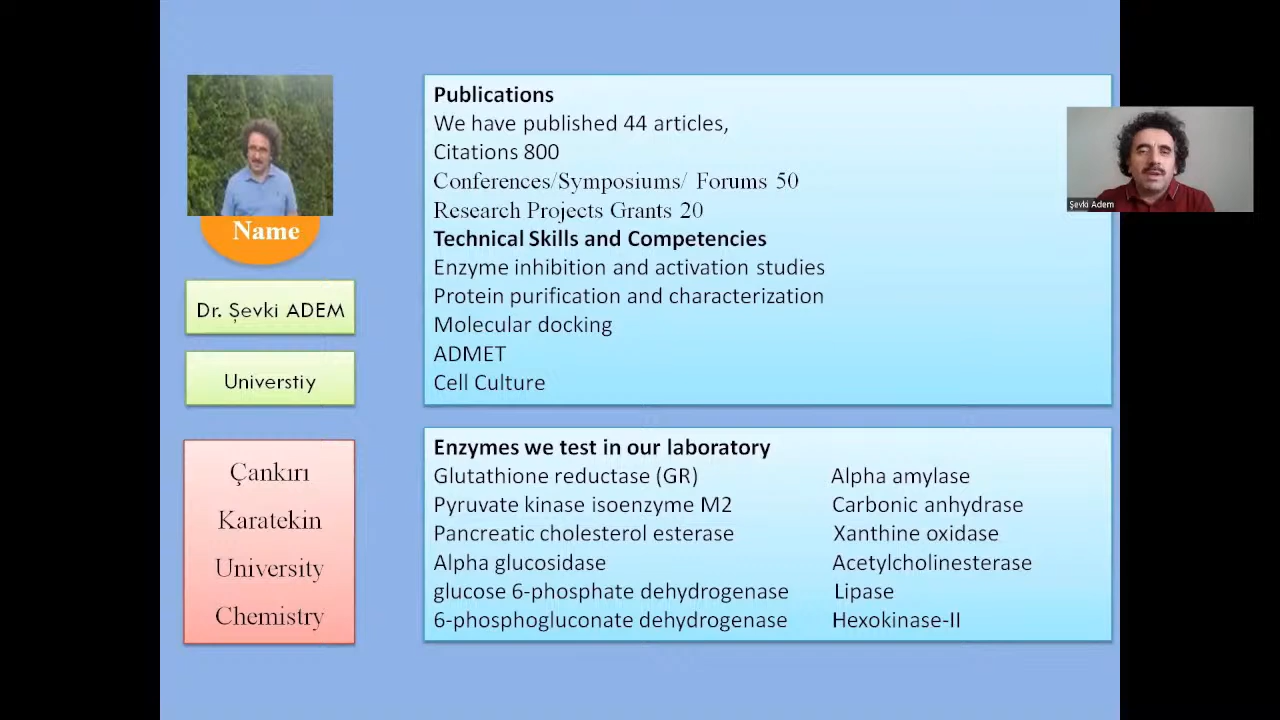 Name
Dr. Şevki ADEM
Universtiy
Çankırı
Karatekin
University
Chemistry
Publications
We have published 44 articles,
Citations 800
Conferences/Symposiums/ Forums 50
Research Projects Grants 20
Technical Skills and Competencies
Enzyme inhibition and activation studies
Protein purification and characterization
Molecular docking
ADMET
Cell Culture
Enzymes we test in our laboratory
Glutathione reductase (GR) Alpha amylase
Pyruvate kinase isoenzyme M2 Carbonic anhydrase
Pancreatic cholesterol esterase Xanthine oxidase
Alpha glucosidase Acetylcholinesterase
glucose 6-phosphate dehydrogenase Lipase
6-phosphogluconate dehydrogenase Hexokinase-II
Şevki Adem